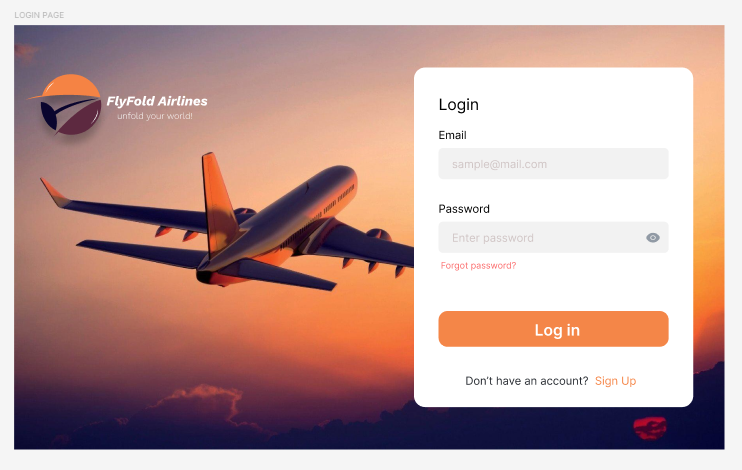 LOGIN PAGE
FlyFold Airlines
unfold your world!
Login
Email
sample@mail.com
Password
Enter password
Forgot password?
Log in
Don't have an account? Sign Up